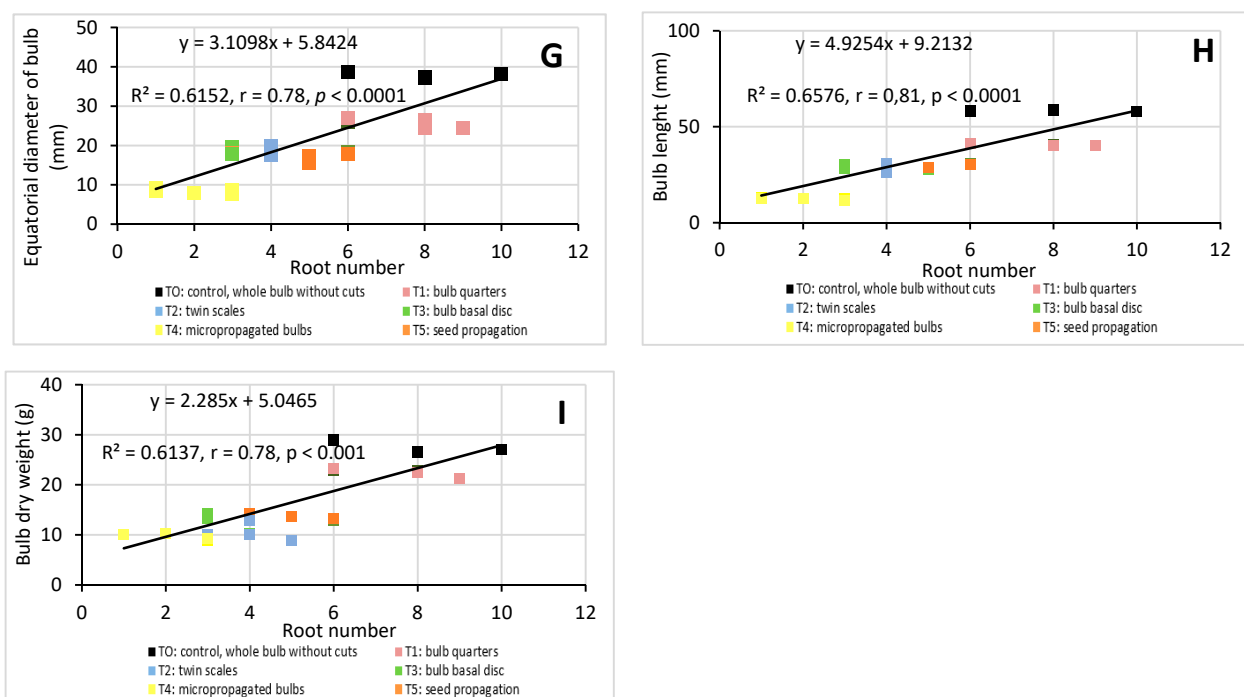 50
40
30
20
10
0
Equatorial diameter of bulb
(mm)
y = 3.1098x + 5.8424
G
R² = 0.6152, r = 0.78, p < 0.0001
0 2 4 6 8 10 12
Root number
TO: control, whole bulb without cuts T1: bulb quarters
T2: twin scales T3: bulb basal disc
T4: micropropagated bulbs T5: seed propagation
100
50
0
Bulb lenght (mm)
y = 4.9254x + 9.2132
H
R² = 0.6576, r = 0,81, p < 0.0001
0 2 4 6 8 10 12
Root number
TO: control, whole bulb without cuts T1: bulb quarters
T2: twin scales T3: bulb basal disc
T4: micropropagated bulbs T5: seed propagation
40
30
20
10
0
Bulb dry weight (g)
y = 2.285x + 5.0465
I
R² = 0.6137, r = 0.78, p < 0.001
0 2 4 6 8 10 12
Root number
TO: control, whole bulb without cuts T1: bulb quarters
T2: twin scales T3: bulb basal disc
T4: micropropagated bulbs T5: seed propagation